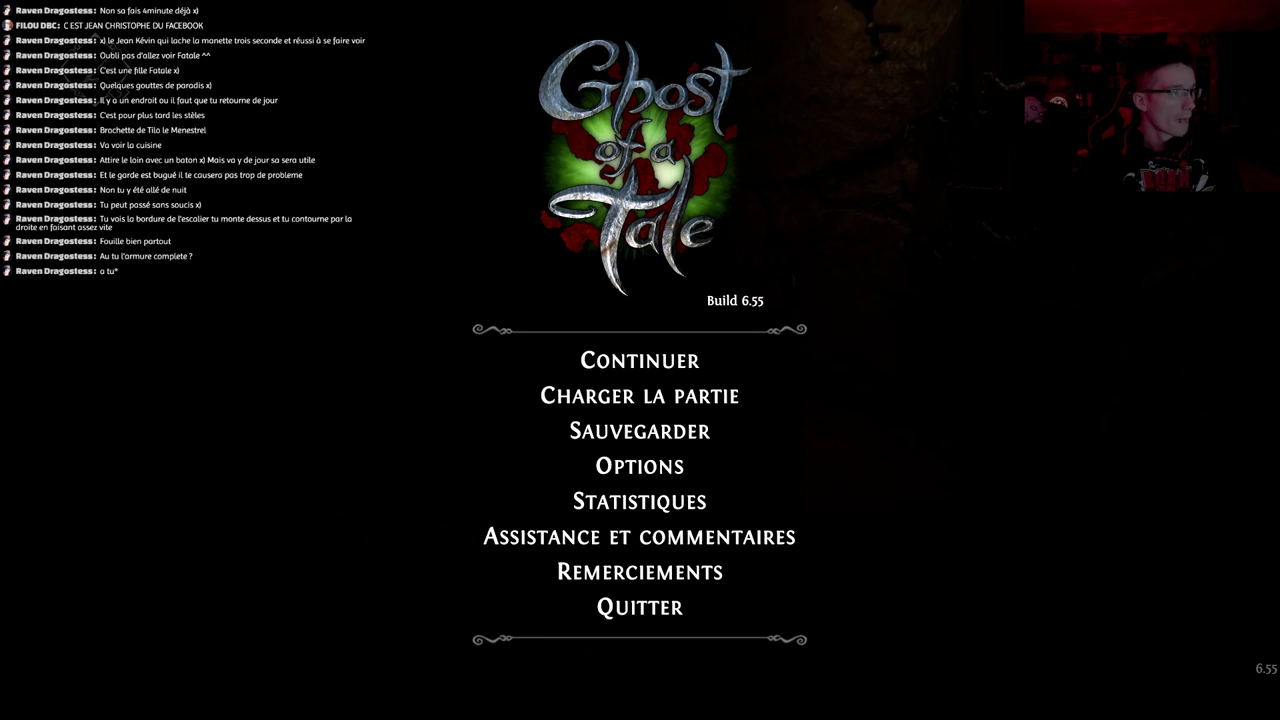 Raven Dragostess: Non sa fais 4minute déjà x)
FILOU DBC: C EST JEAN CHRISTOPHE DU FACEBOOK
Raven Dragostess: x) le Jean Kévin qui lache la manette trois seconde et réussi à se faire voir
Raven Dragostess: Oubli pas d'allez voir Fatale ^^
Raven Dragostess: C'est une fille Fatale x)
Raven Dragostess: Quelques gouttes de paradis x)
Raven Dragostess: Il y a un endroit ou il faut que tu retourne de jour
Raven Dragostess: C'est pour plus tard les stèles
Raven Dragostess: Brochette de Tilo le Menestrel
Raven Dragostess: Va voir la cuisine
Raven Dragostess: Attire le loin avec un baton x) Mais va y de jour sa sera utile
Raven Dragostess: Et le garde est bugué il te causera pas trop de probleme
Raven Dragostess: Non tu y été allé de nuit
Raven Dragostess: Tu peut passé sans soucis x)
Raven Dragostess: Tu vois la bordure de l'escalier tu monte dessus et tu contourne par la
droite en faisant assez vite
Raven Dragostess: Fouille bien partout
Raven Dragostess: Au tu l'armure complete ?
Raven Dragostess: a tu*
Ghost
of a
Tale
Build 6.55
CONTINUER
CHARGER LA PARTIE
SAUVEGARDER
OPTIONS
STATISTIQUES
ASSISTANCE ET COMMENTAIRES
REMERCIEMENTS
QUITTER
6.55